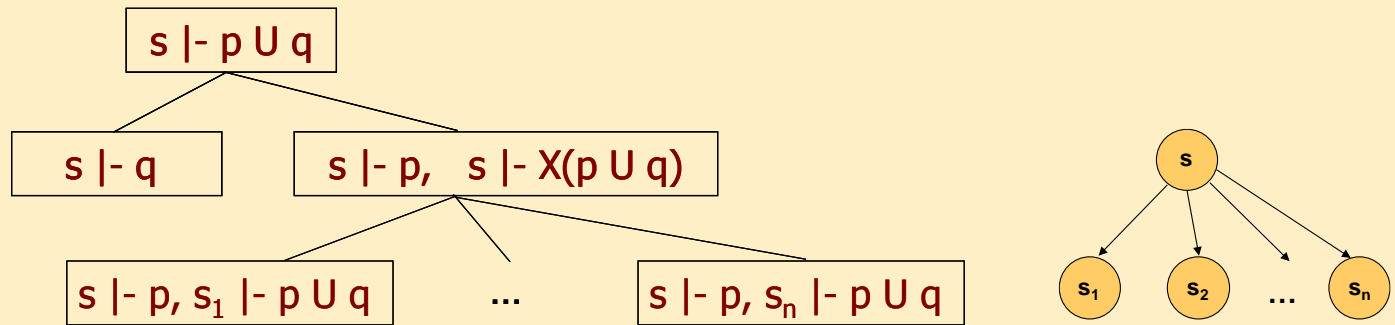 s |- p U q
s |- q
s |- p, s |- X(p U q)
s |- p, s₁ |- p U q
...
s |- p, sₙ |- p U q
s
s₁
s₂
...
sₙ